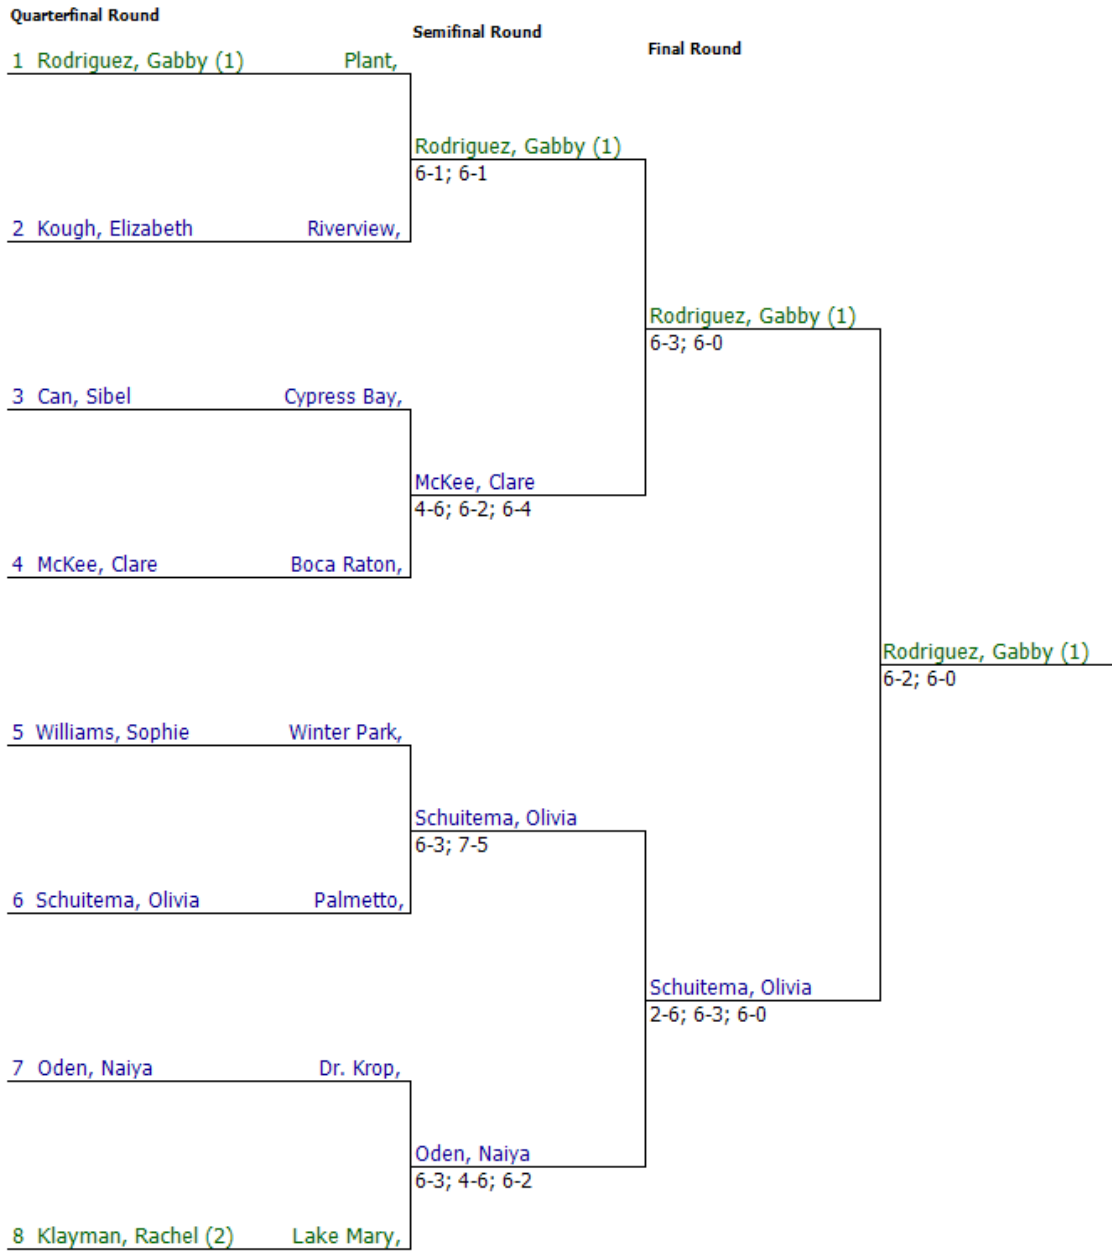 Quarterfinal Round
Semifinal Round
Final Round
1 Rodriguez, Gabby (1) Plant,
Rodriguez, Gabby (1)
6-1; 6-1
2 Kough, Elizabeth Riverview,
Rodriguez, Gabby (1)
6-3; 6-0
3 Can, Sibel Cypress Bay,
McKee, Clare
4-6; 6-2; 6-4
4 McKee, Clare Boca Raton,
Rodriguez, Gabby (1)
6-2; 6-0
5 Williams, Sophie Winter Park,
Schuitema, Olivia
6-3; 7-5
6 Schuitema, Olivia Palmetto,
Schuitema, Olivia
2-6; 6-3; 6-0
7 Oden, Naiya Dr. Krop,
Oden, Naiya
6-3; 4-6; 6-2
8 Klayman, Rachel (2) Lake Mary,